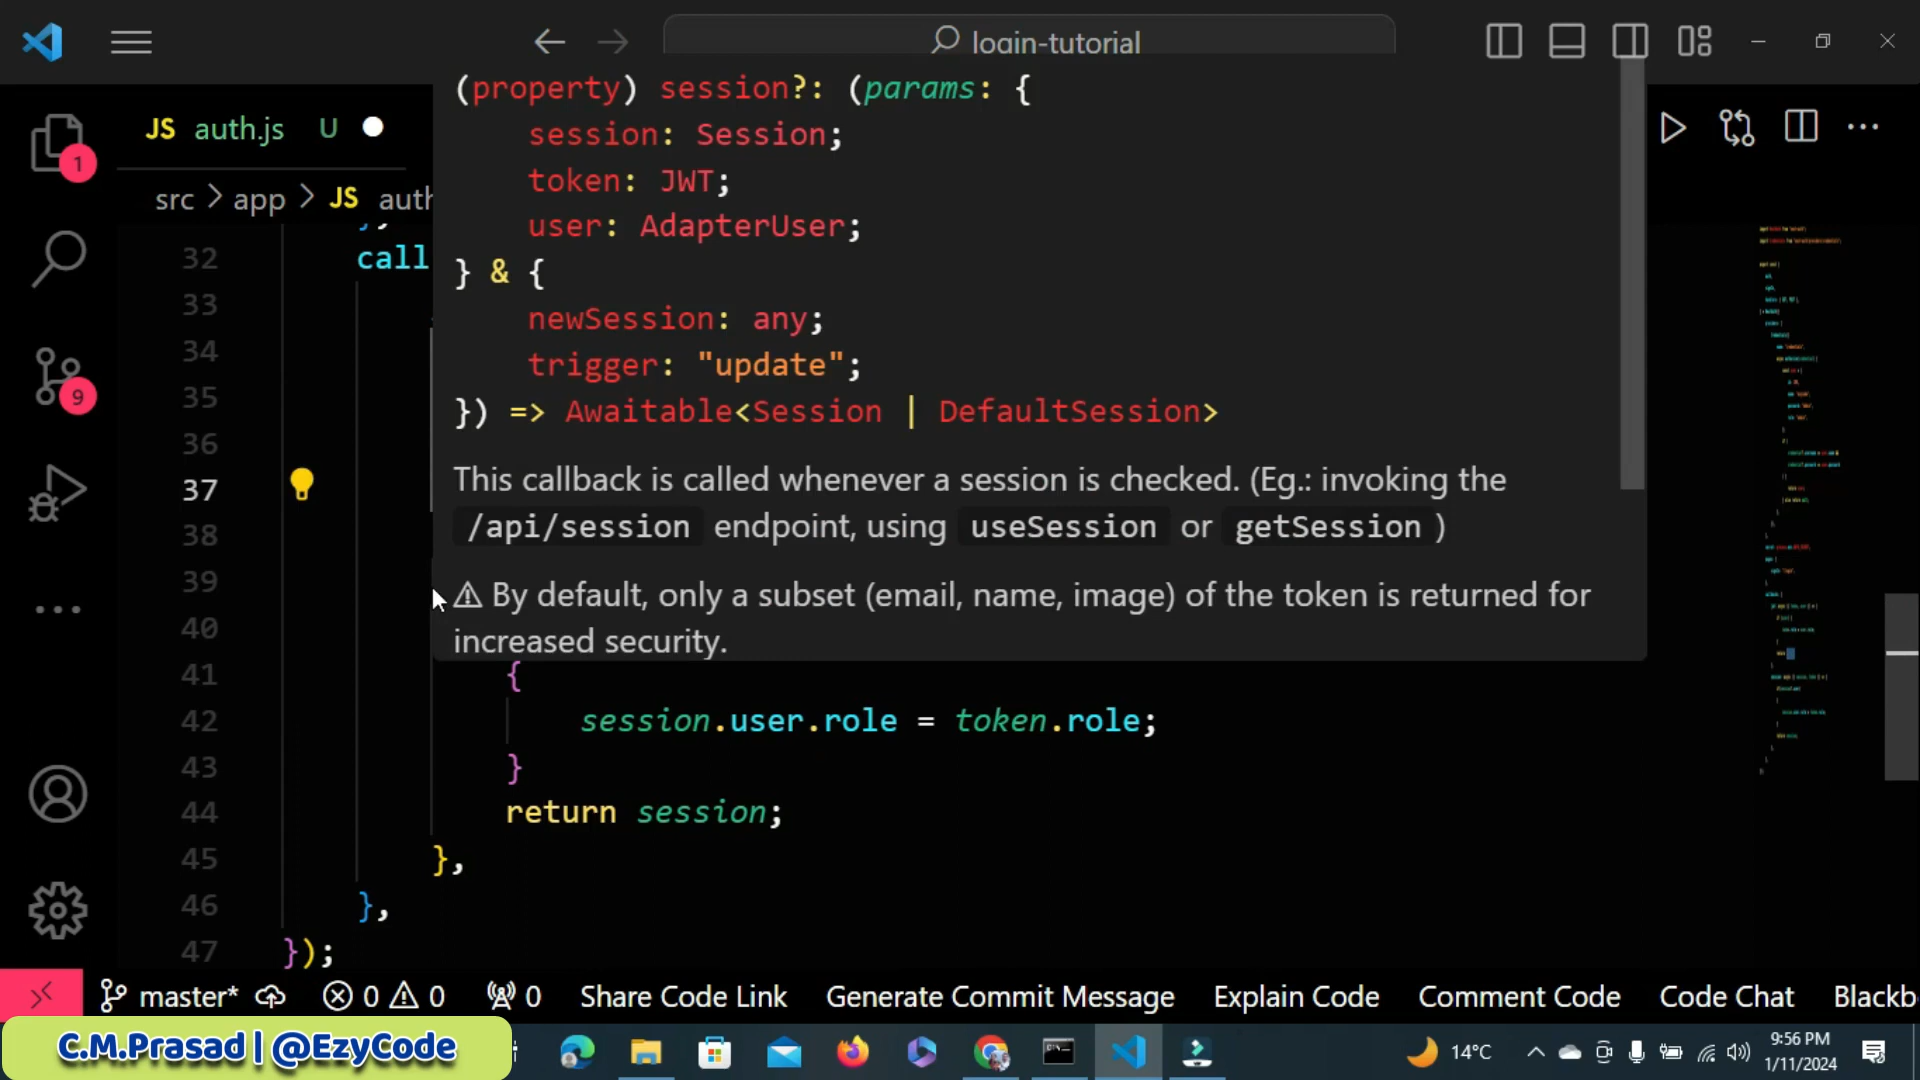 login-tutorial
JS auth.js U
src > app > JS auth
(property) session?: (params: {
session: Session;
token: JWT;
user: AdapterUser;
} & {
newSession: any;
trigger: "update";
}) => Awaitable<Session | DefaultSession>
This callback is called whenever a session is checked. (Eg.: invoking the
/api/session endpoint, using useSession or getSession )
⚠ By default, only a subset (email, name, image) of the token is returned for
increased security.
1
9
32 call
33
34
35
36
37
38
39
40
41 {
42 session.user.role = token.role;
43 }
44 return session;
45 },
46 },
47 });
master* 0 0 0 Share Code Link Generate Commit Message Explain Code Comment Code Code Chat Blackb
C.M.Prasad | @EzyCode
14°C
9:56 PM
1/11/2024